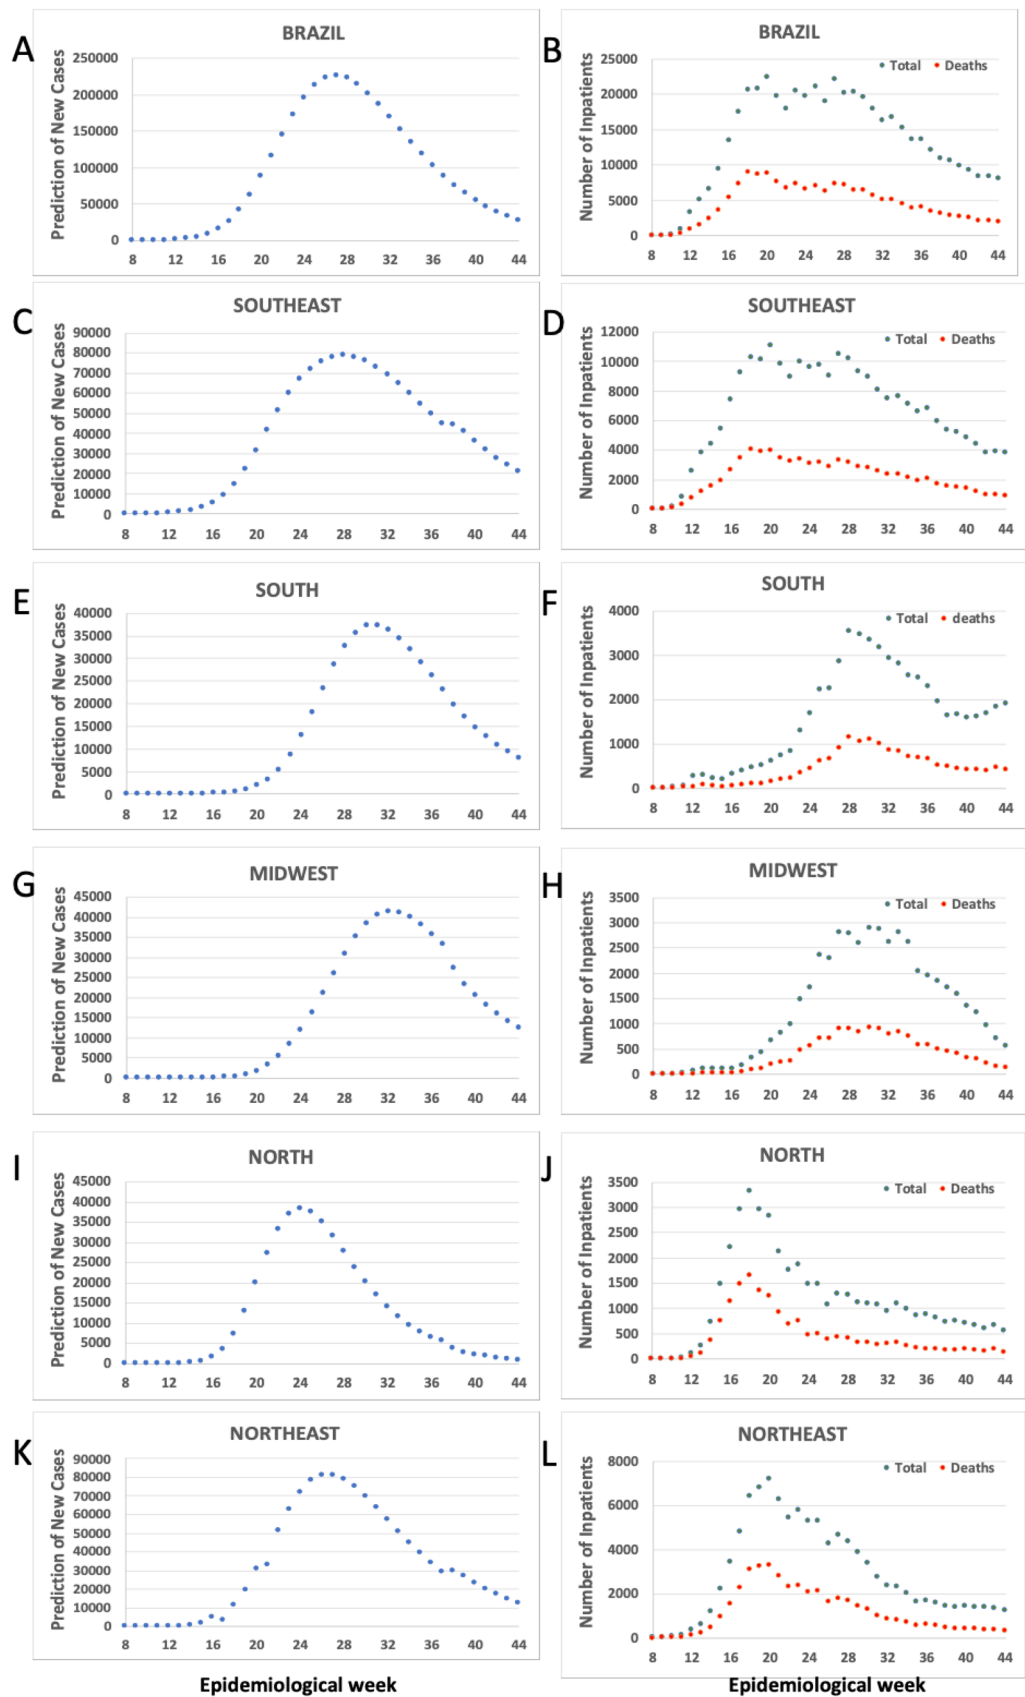 A
BRAZIL
Prediction of New Cases
250000
200000
150000
100000
50000
0
8 12 16 20 24 28 32 36 40 44
B
BRAZIL
Total Deaths
Number of Inpatients
25000
20000
15000
10000
5000
0
8 12 16 20 24 28 32 36 40 44
C
SOUTHEAST
Prediction of New Cases
90000
80000
70000
60000
50000
40000
30000
20000
10000
0
8 12 16 20 24 28 32 36 40 44
D
SOUTHEAST
Total Deaths
Number of Inpatients
12000
10000
8000
6000
4000
2000
0
8 12 16 20 24 28 32 36 40 44
E
SOUTH
Prediction of New Cases
40000
35000
30000
25000
20000
15000
10000
5000
0
8 12 16 20 24 28 32 36 40 44
F
SOUTH
Total deaths
Number of Inpatients
4000
3000
2000
1000
0
8 12 16 20 24 28 32 36 40 44
G
MIDWEST
Prediction of New Cases
45000
40000
35000
30000
25000
20000
15000
10000
5000
0
8 12 16 20 24 28 32 36 40 44
H
MIDWEST
Total Deaths
Number of Inpatients
3500
3000
2500
2000
1500
1000
500
0
8 12 16 20 24 28 32 36 40 44
I
NORTH
Prediction of New Cases
45000
40000
35000
30000
25000
20000
15000
10000
5000
0
8 12 16 20 24 28 32 36 40 44
J
NORTH
Total Deaths
Number of Inpatients
3500
3000
2500
2000
1500
1000
500
0
8 12 16 20 24 28 32 36 40 44
K
NORTHEAST
Prediction of New Cases
90000
80000
70000
60000
50000
40000
30000
20000
10000
0
8 12 16 20 24 28 32 36 40 44
Epidemiological week
L
NORTHEAST
Total Deaths
Number of Inpatients
8000
6000
4000
2000
0
8 12 16 20 24 28 32 36 40 44
Epidemiological week